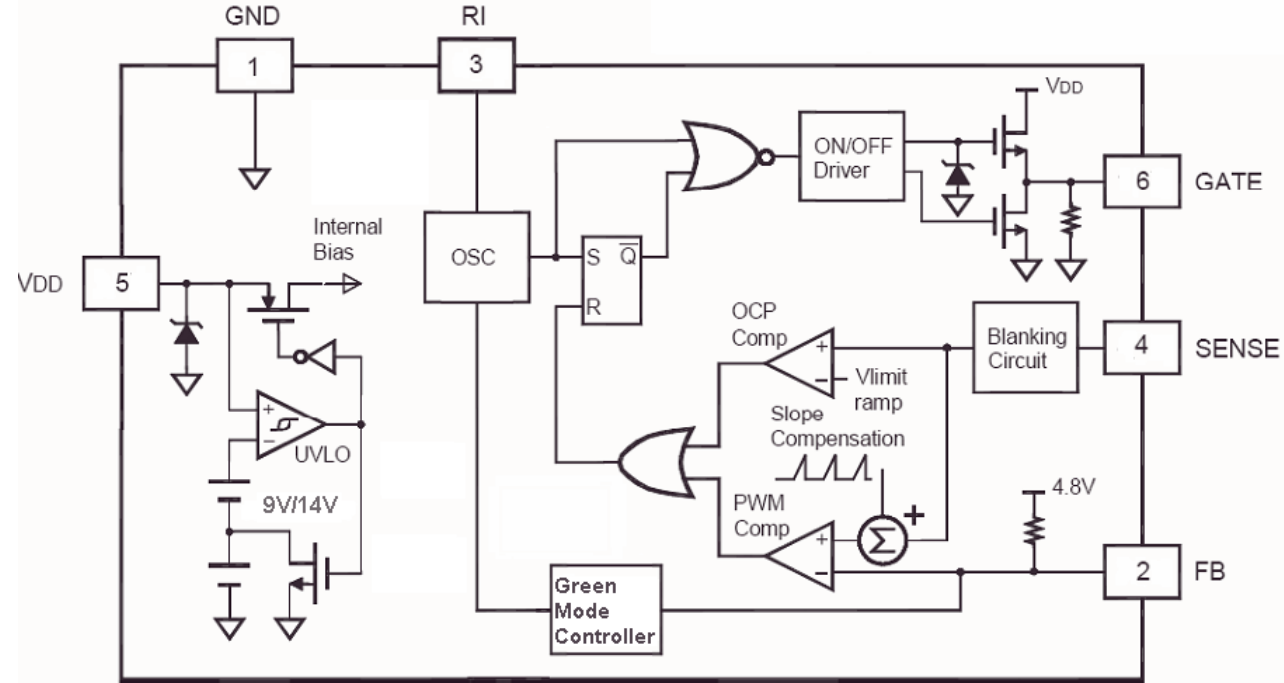 GND
RI
1
3
VDD
ON/OFF
Driver
6
GATE
Internal
Bias
OSC
S
Q
R
VDD
5
OCP
Comp
Blanking
Circuit
4
SENSE
+
−
Vlimit
ramp
Slope
Compensation
+
−
UVLO
9V/14V
4.8V
PWM
Comp
+
Σ
+
−
2
FB
Green
Mode
Controller